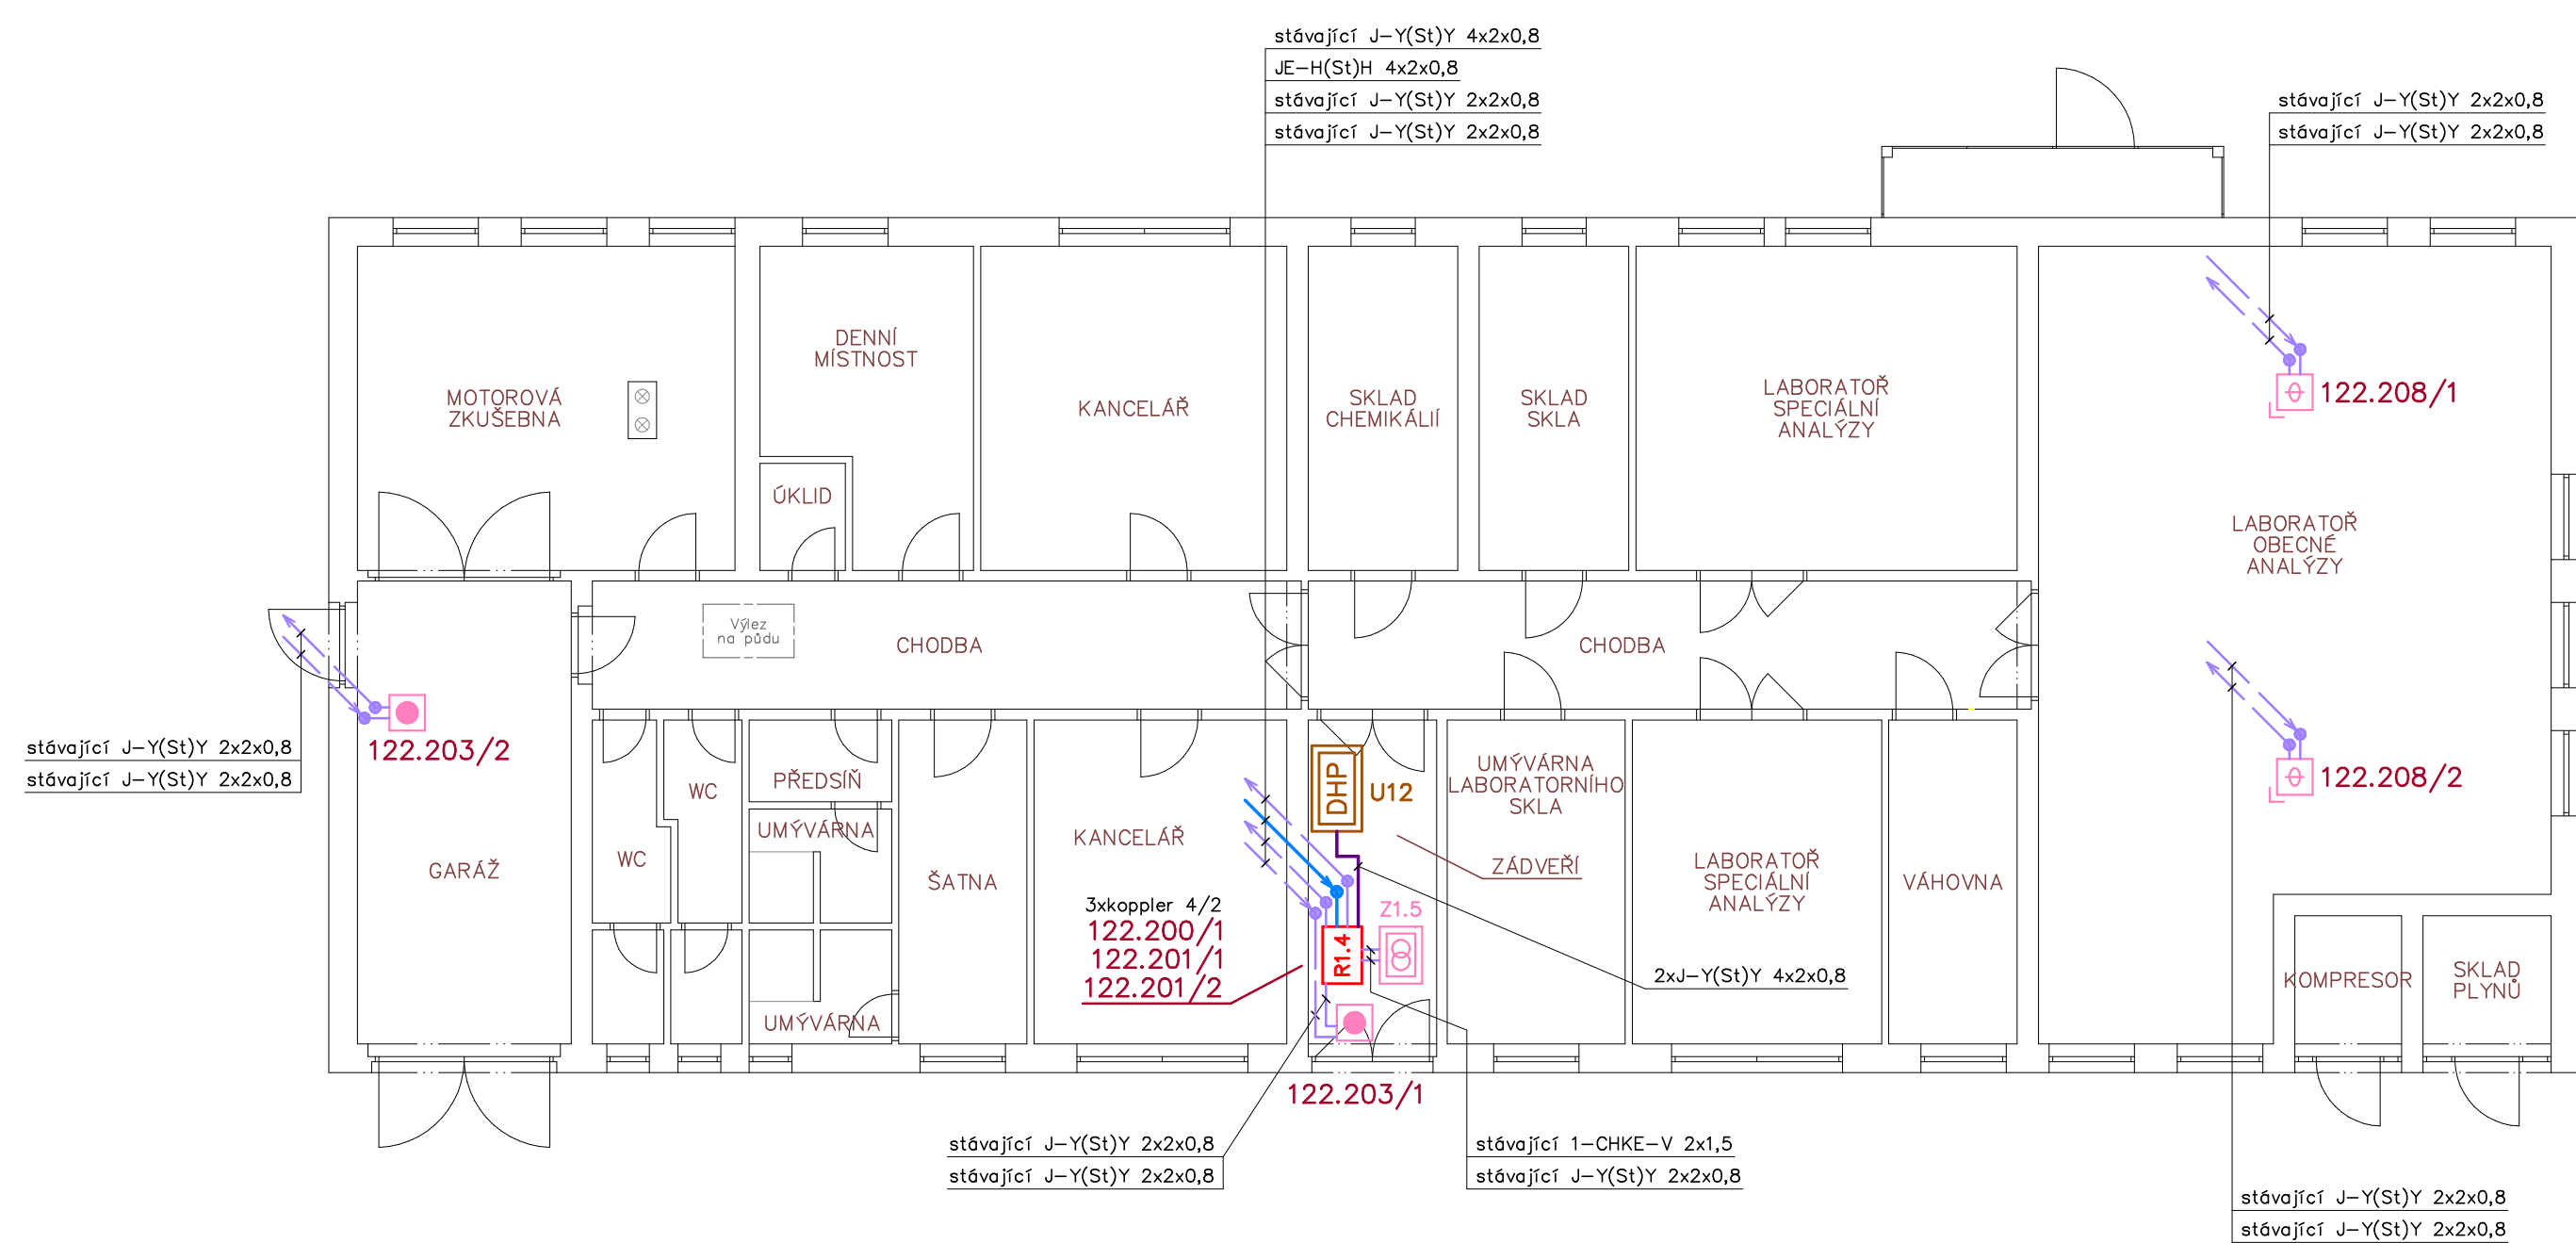 stávající J-Y(St)Y 4x2x0,8
JE-H(St)H 4x2x0,8
stávající J-Y(St)Y 2x2x0,8
stávající J-Y(St)Y 2x2x0,8
stávající J-Y(St)Y 2x2x0,8
stávající J-Y(St)Y 2x2x0,8
MOTOROVÁ
ZKUŠEBNA
DENNÍ
MÍSTNOST
ÚKLID
KANCELÁŘ
SKLAD
CHEMIKÁLIÍ
SKLAD
SKLA
LABORATOŘ
SPECIÁLNÍ
ANALÝZY
122.208/1
LABORATOŘ
OBECNÉ
ANALÝZY
Výlez
na půdu
CHODBA
CHODBA
122.203/2
stávající J-Y(St)Y 2x2x0,8
stávající J-Y(St)Y 2x2x0,8
GARÁŽ
WC
WC
PŘEDSÍŇ
UMÝVÁRNA
UMÝVÁRNA
ŠATNA
KANCELÁŘ
3xkoppler 4/2
122.200/1
122.201/1
122.201/2
DHP
U12
ZÁDVEŘÍ
R1.4
Z1.5
UMÝVÁRNA
LABORATORNÍHO
SKLA
2xJ-Y(St)Y 4x2x0,8
LABORATOŘ
SPECIÁLNÍ
ANALÝZY
VÁHOVNA
122.208/2
KOMPRESOR
SKLAD
PLYNŮ
122.203/1
stávající J-Y(St)Y 2x2x0,8
stávající J-Y(St)Y 2x2x0,8
stávající 1-CHKE-V 2x1,5
stávající J-Y(St)Y 2x2x0,8
stávající J-Y(St)Y 2x2x0,8
stávající J-Y(St)Y 2x2x0,8